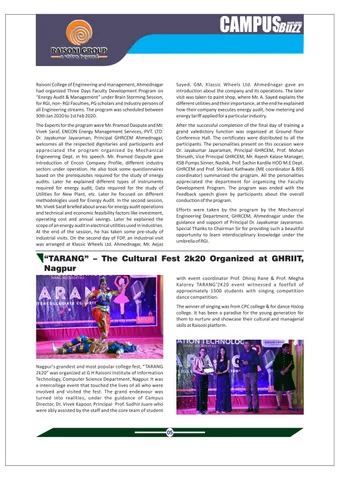 CAMPUS
BUZZ
RAISONI GROUP
Raisoni College of Engineering and management, Ahmednagar
had organized Three Days Faculty Development Program on
"Energy Audit & Management" under Brain Storming Session,
for RGI, non- RGI Faculties, PG scholars and Industry persons of
all Engineering streams. The program was scheduled between
30th Jan 2020 to 1st Feb 2020.
The Experts for the program were Mr. Pramod Daspute and Mr.
Vivek Saraf, ENCON Energy Management Services, PVT. LTD.
Dr. Jayakumar Jayaraman, Principal GHRCEM Ahmednagar,
welcomes all the respected dignitaries and participants and
appreciated the program organized by Mechanical
Engineering Dept. in his speech. Mr. Pramod Daspute gave
introduction of Encon Company Profile, different industry
sectors under operation. He also took some questionnaires
based on the prerequisites required for the study of energy
audits. Later he explained different types of instruments
required for energy audit, Data required for the study of
Utilities for New Plant, etc. Later he focused on different
methodologies used for Energy Audit. In the second session,
Mr. Vivek Saraf briefed about areas for energy audit operations
and technical and economic feasibility factors like investment,
operating cost and annual savings. Later he explained the
scope of an energy audit in electrical utilities used in industries.
At the end of the session, he has taken some pre-study of
industrial visits. On the second day of FDP, an industrial visit
was arranged at Klassic Wheels Ltd. Ahmednagar, Mr. Aejaj
Sayed, GM, Klassic Wheels Ltd. Ahmednagar gave an
introduction about the company and its operations. The later
visit was taken to paint shop, where Mr. A. Sayed explains the
different utilities and their importance, at the end he explained
how their company executes energy audit, how metering and
energy tariff applied for a particular industry.
After the successful completion of the final day of training a
grand valedictory function was organized at Ground floor
Conference Hall. The certificates were distributed to all the
participants. The personalities present on this occasion were
Dr. Jayakumar Jayaraman, Principal GHRCEM, Prof. Mohan
Shirsath, Vice Principal GHRCEM, Mr. Rajesh Kalase Manager,
KSB Pumps Sinner, Nashik, Prof. Sachin Kardile HOD M.E Dept.
GHRCEM and Prof. Shrikant Kathwate (ME coordinator & BSS
coordinator) summarized the program. All the personalities
appreciated the department for organizing the Faculty
Development Program. The program was ended with the
Feedback speech given by participants about the overall
conduction of the program.
Efforts were taken by the program by the Mechanical
Engineering Department, GHRCEM, Ahmednagar under the
guidance and support of Principal Dr. Jayakumar Jayaraman.
Special Thanks to Chairman Sir for providing such a beautiful
opportunity to learn interdisciplinary knowledge under the
umbrella of RGI.
"TARANG" – The Cultural Fest 2k20 Organized at GHRIIT,
Nagpur
Nagpur's grandest and most popular college fest, "TARANG
2k20" was organized at G H Raisoni Institute of Information
Technology, Computer Science Department, Nagpur. It was
a intercollege event that touched the lives of all who were
involved and visited the fest. The grand endeavour was
turned into realities, under the guidance of Campus
Director, Dr. Vivek Kapoor, Principal Prof. Sudhir Juare who
were ably assisted by the staff and the core team of student
with event coordinator Prof. Dhiraj Rane & Prof. Megha
Kalorey TARANG'2K20 event witnessed a footfall of
approximately 1500 students with singing competition
dance competition.
The winner of singing was from CPC college & for dance Hislop
college. It has been a paradise for the young generation for
them to nurture and showcase their cultural and managerial
skills at Raisoni platform.